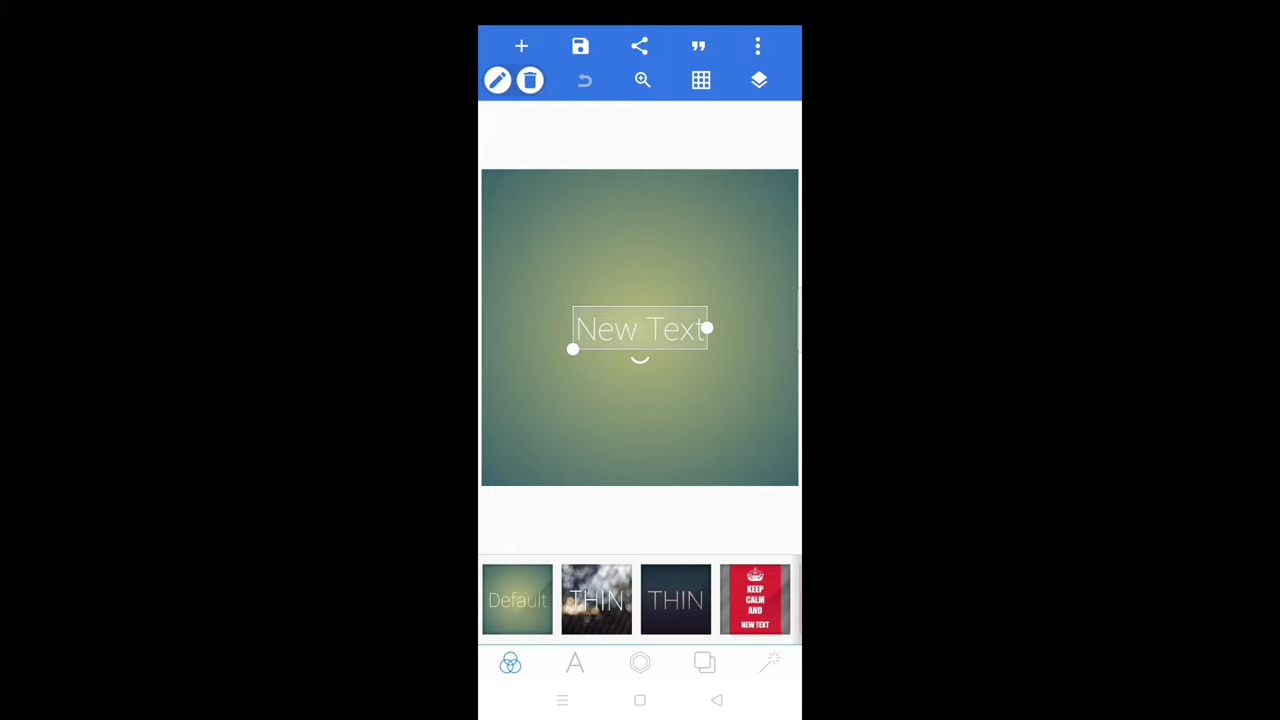 New Text
Default
THIN
THIN
KEEP
CALM
AND
NEW TEXT
A